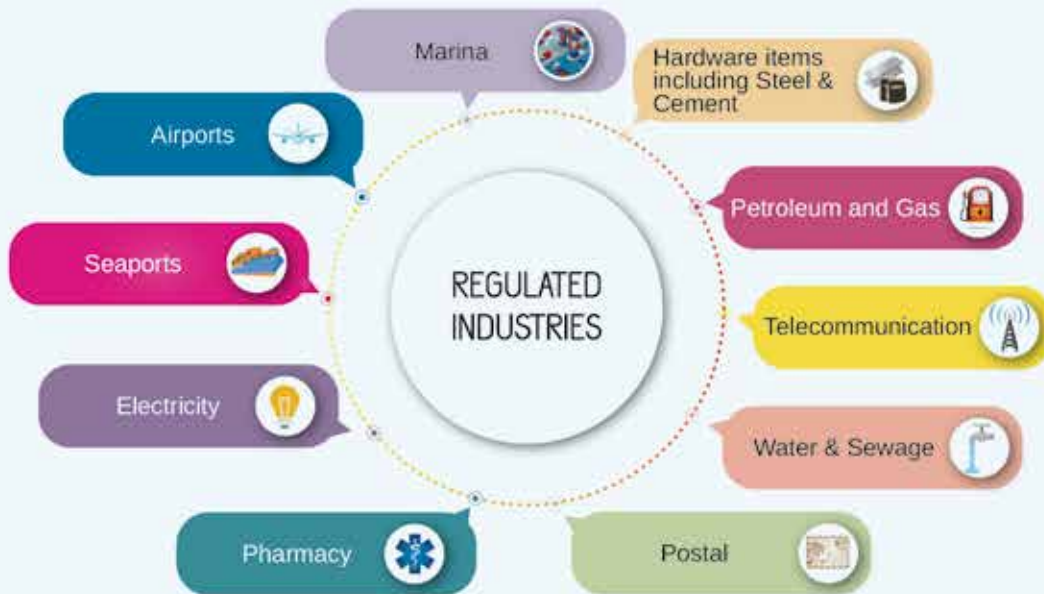 Marina
Hardware items
including Steel &
Cement
Airports
Petroleum and Gas
Seaports
REGULATED
INDUSTRIES
Telecommunication
Electricity
Water & Sewage
Pharmacy
Postal